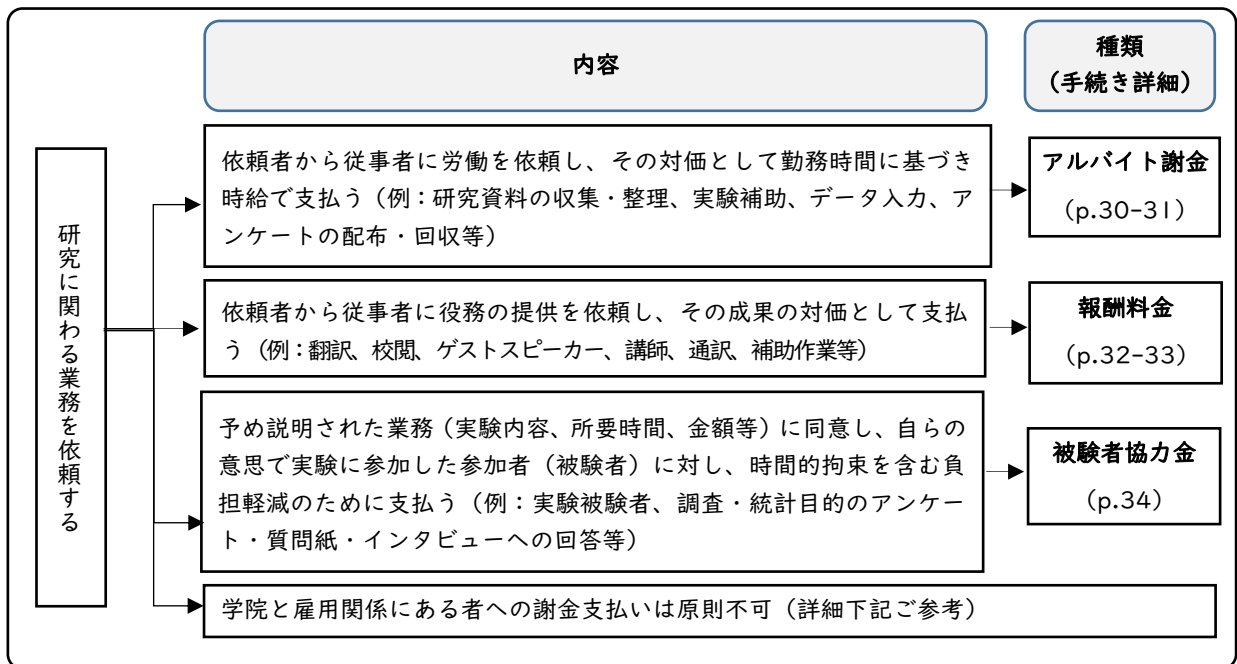 内容
種類
（手続き詳細）
研究に関わる業務を依頼する
依頼者から従事者に労働を依頼し、その対価として勤務時間に基づき
時給で支払う（例：研究資料の収集・整理、実験補助、データ入力、ア
ンケートの配布・回収等）
アルバイト謝金
（p.30-31）
依頼者から従事者に役務の提供を依頼し、その成果の対価として支払
う（例：翻訳、校閲、ゲストスピーカー、講師、通訳、補助作業等）
報酬料金
（p.32-33）
予め説明された業務（実験内容、所要時間、金額等）に同意し、自らの
意思で実験に参加した参加者（被験者）に対し、時間的拘束を含む負
担軽減のために支払う（例：実験被験者、調査・統計目的のアンケー
ト・質問紙・インタビューへの回答等）
被験者協力金
（p.34）
学院と雇用関係にある者への謝金支払いは原則不可（詳細下記ご参考）